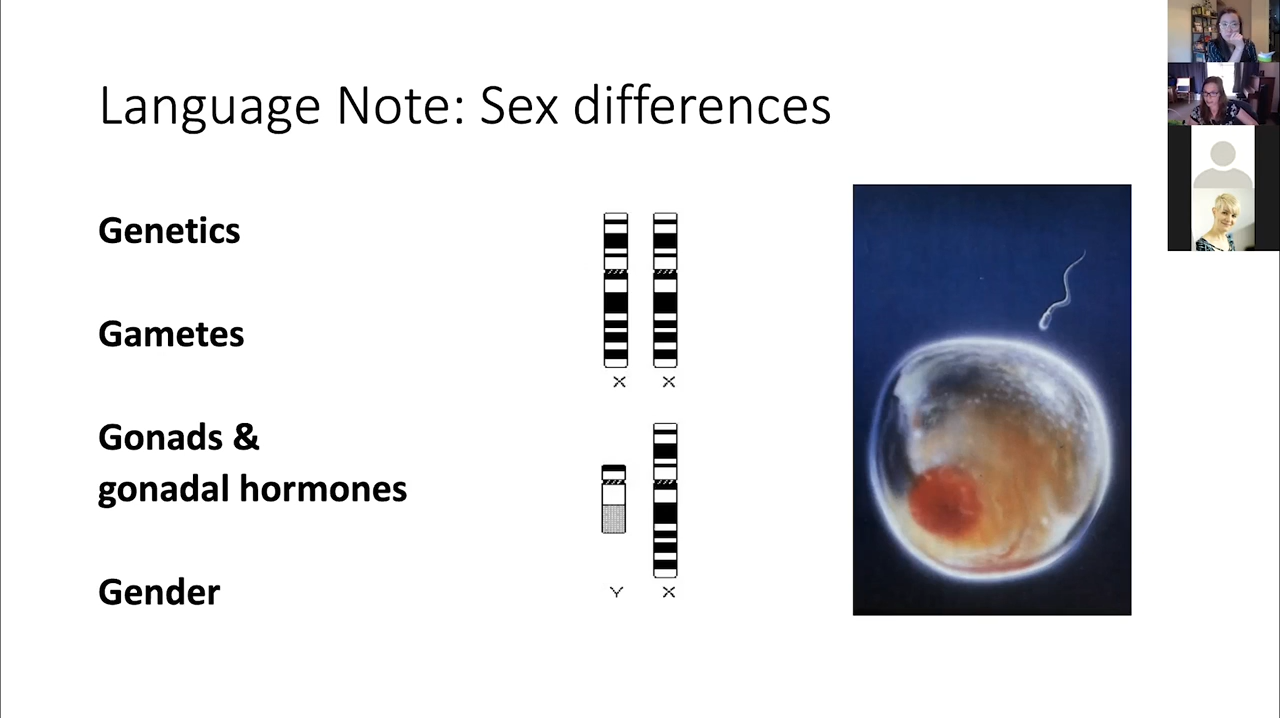 Language Note: Sex differences
Genetics
Gametes
X X
Gonads &
gonadal hormones
Gender
Y X